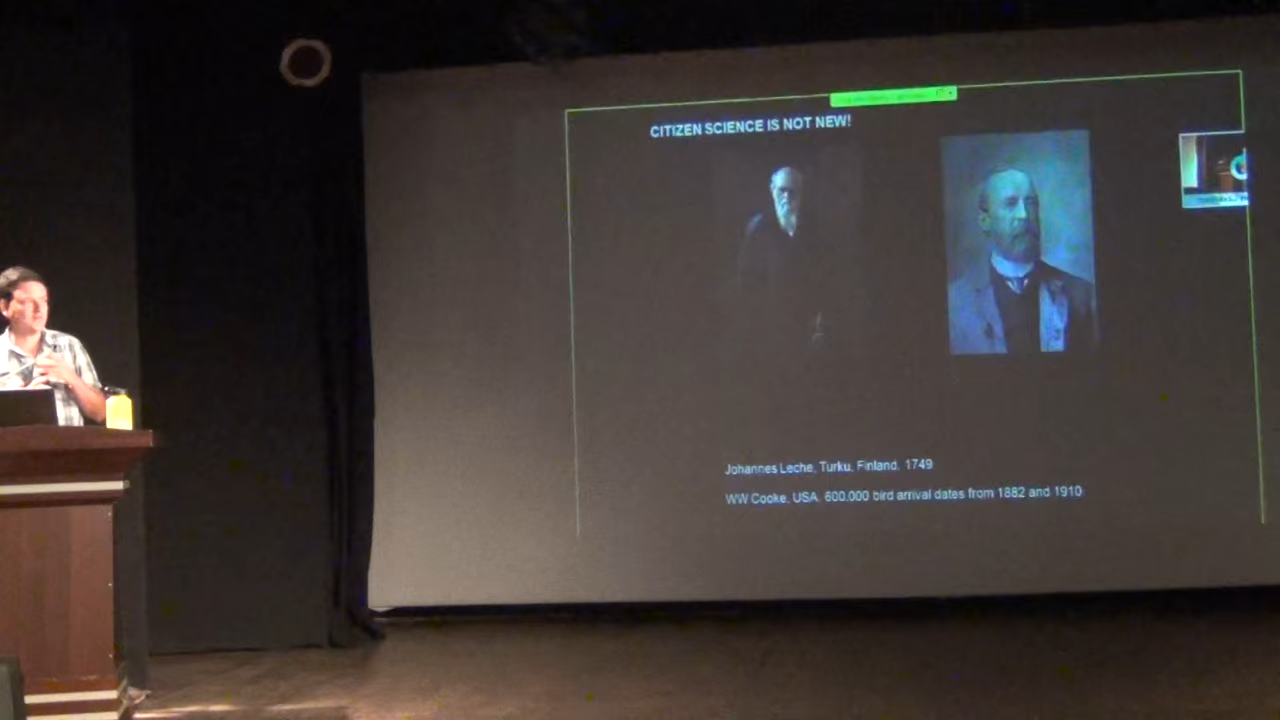 CITIZEN SCIENCE IS NOT NEW!
Johannes Leche, Turku, Finland, 1749
WW Cooke, USA. 600,000 bird arrival dates from 1882 and 1910